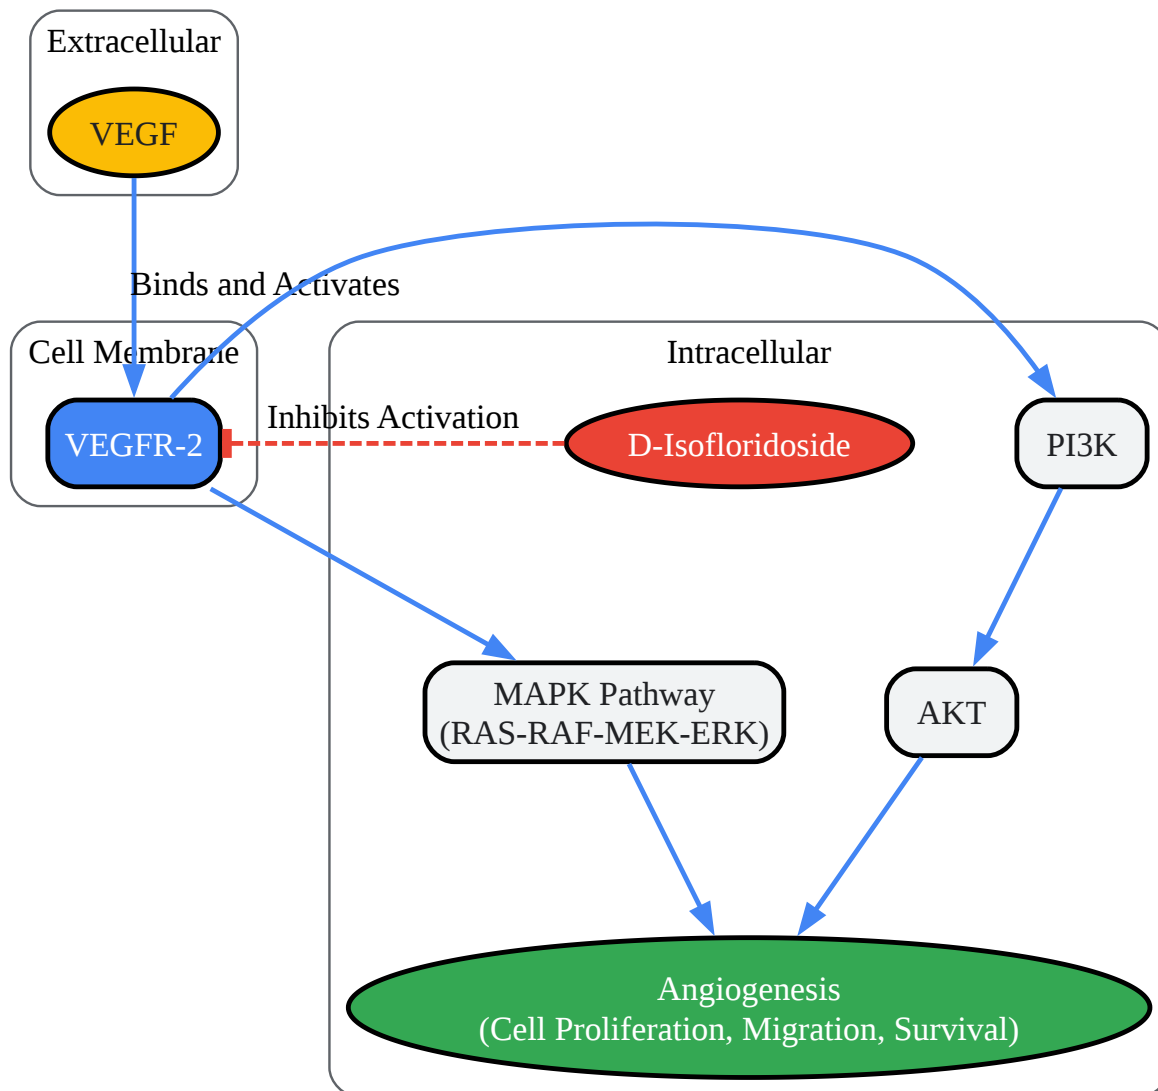 Extracellular
VEGF
Binds and Activates
Cell Membrane
Intracellular
Inhibits Activation
VEGFR-2
D-Isofloridoside
PI3K
MAPK Pathway
(RAS-RAF-MEK-ERK)
AKT
Angiogenesis
(Cell Proliferation, Migration, Survival)